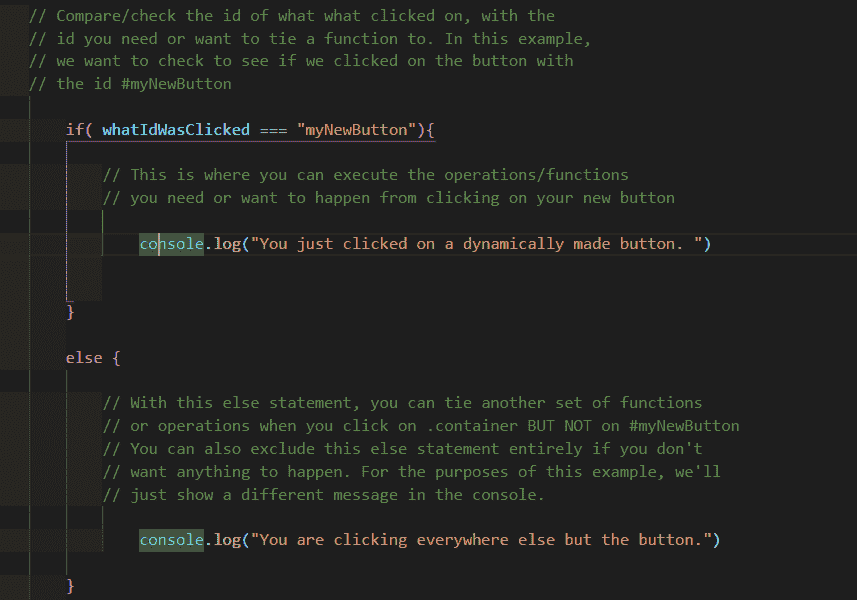 // Compare/check the id of what what clicked on, with the
// id you need or want to tie a function to. In this example,
// we want to check to see if we clicked on the button with
// the id #myNewButton
if( whatIdWasClicked === "myNewButton"){
// This is where you can execute the operations/functions
// you need or want to happen from clicking on your new button
console.log("You just clicked on a dynamically made button. ")
}
else {
// With this else statement, you can tie another set of functions
// or operations when you click on .container BUT NOT on #myNewButton
// You can also exclude this else statement entirely if you don't
// want anything to happen. For the purposes of this example, we'll
// just show a different message in the console.
console.log("You are clicking everywhere else but the button.")
}